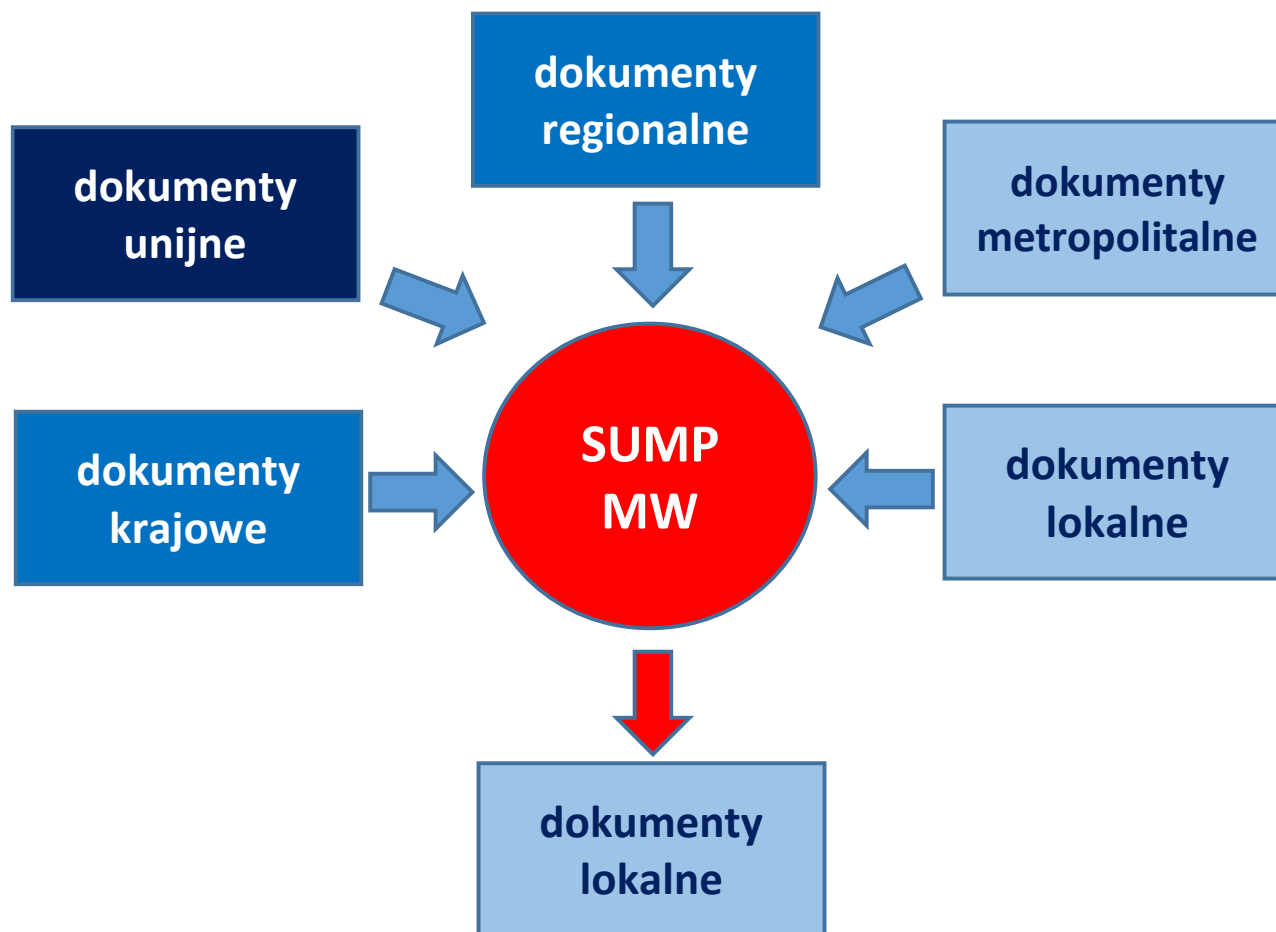 dokumenty
regionalne
dokumenty
unijne
dokumenty
metropolitalne
dokumenty
krajowe
SUMP
MW
dokumenty
lokalne
dokumenty
lokalne